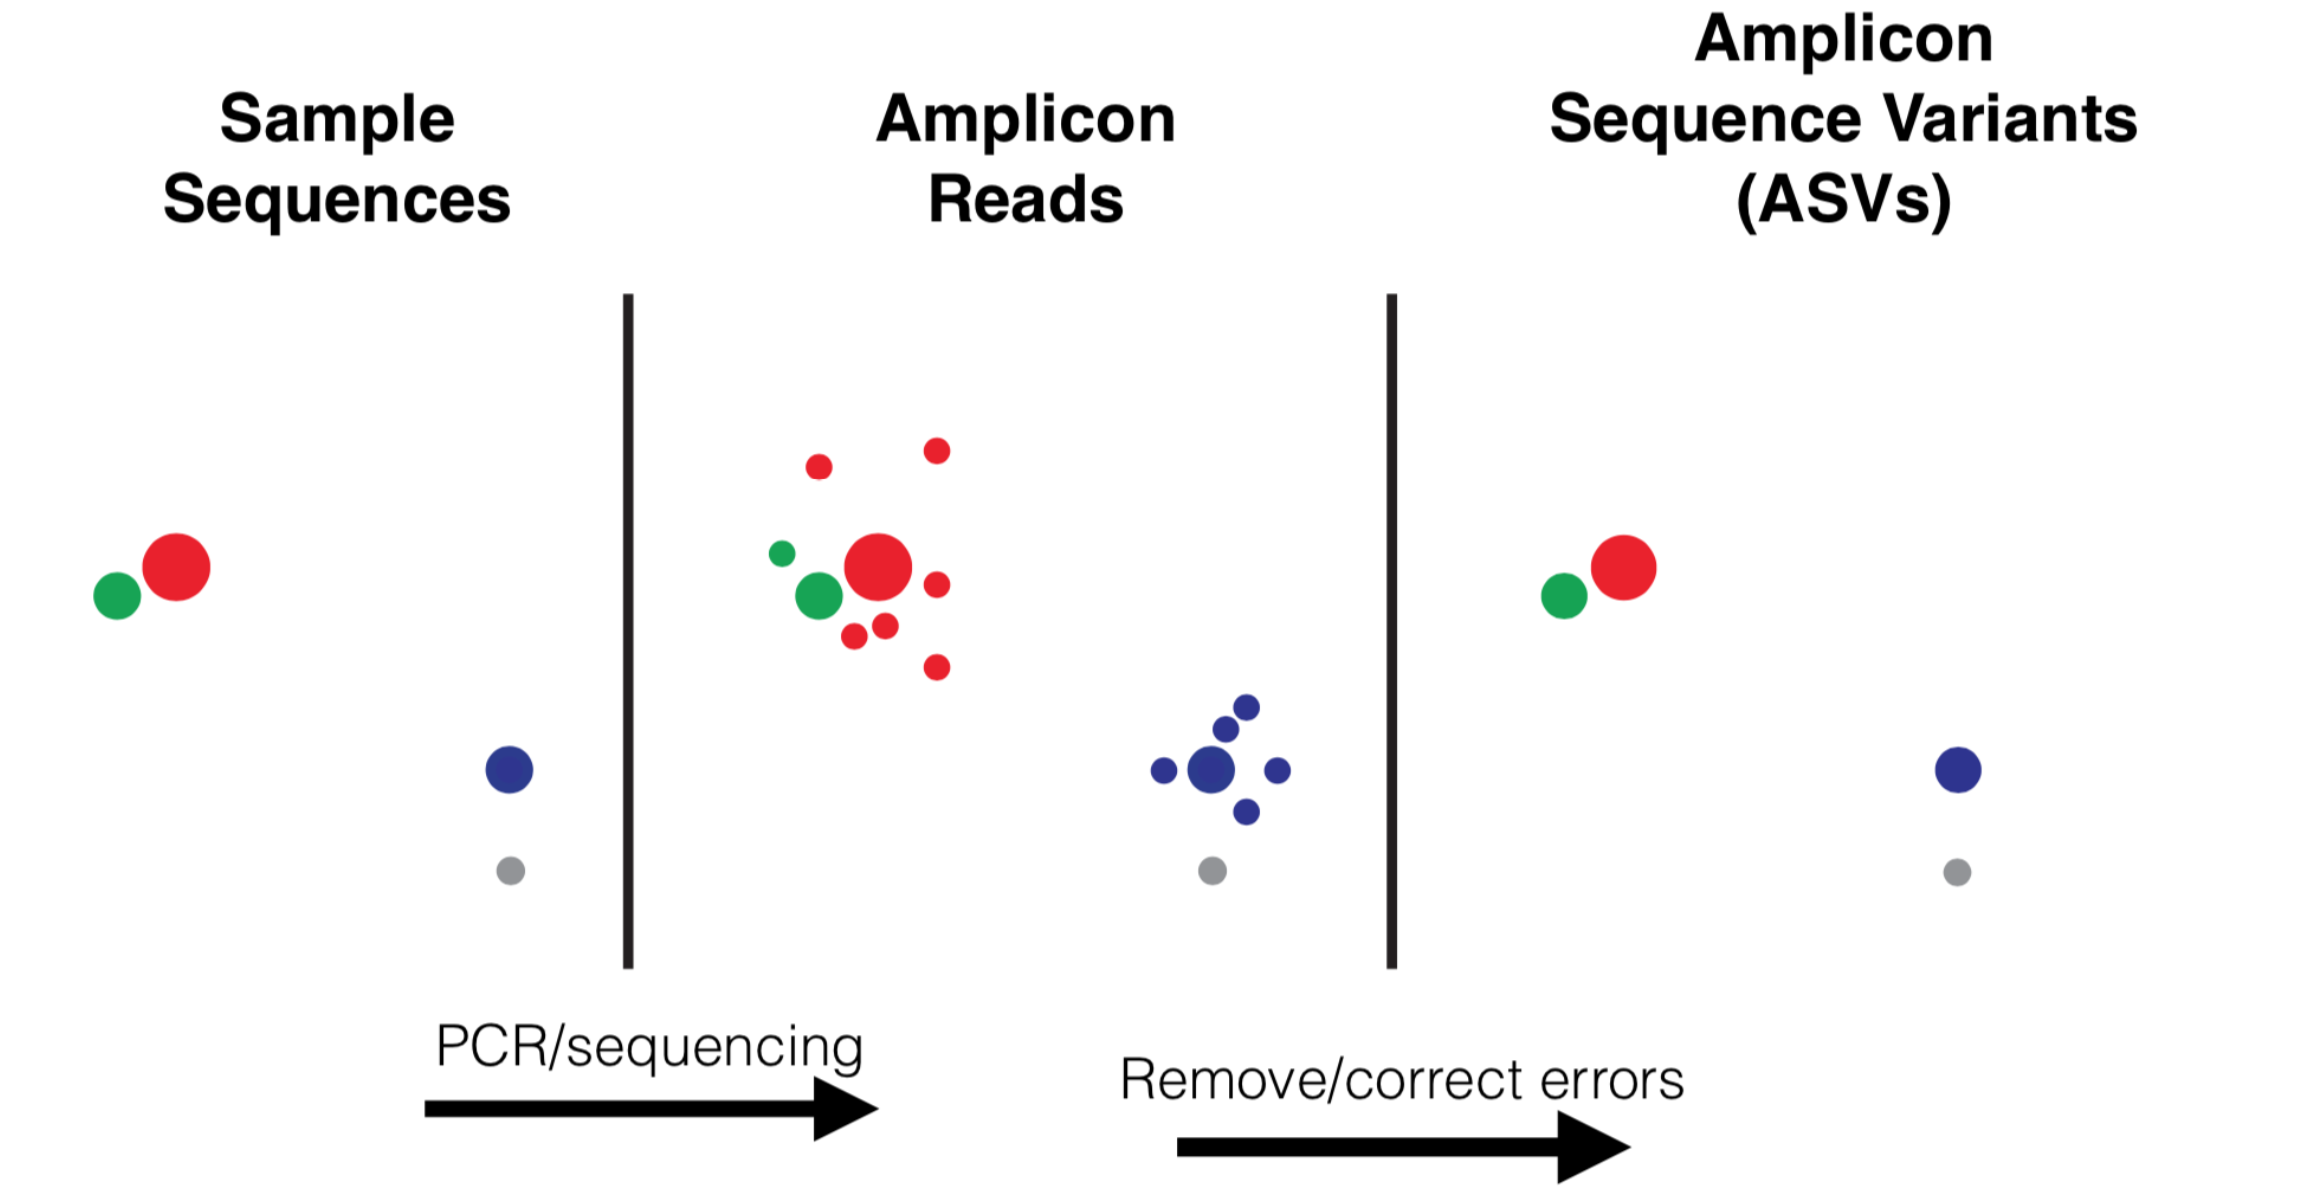 Sample
Sequences
Amplicon
Reads
Amplicon
Sequence Variants
(ASVs)
PCR/sequencing
Remove/correct errors